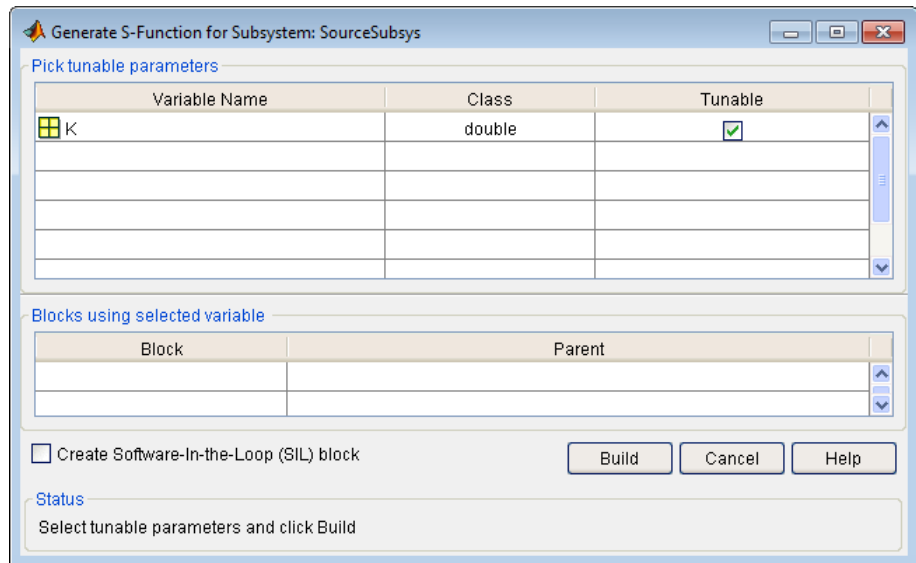 Generate S-Function for Subsystem: SourceSubsys
Pick tunable parameters
Variable Name Class Tunable
K double
Blocks using selected variable
Block Parent
Create Software-In-the-Loop (SIL) block Build Cancel Help
Status
Select tunable parameters and click Build